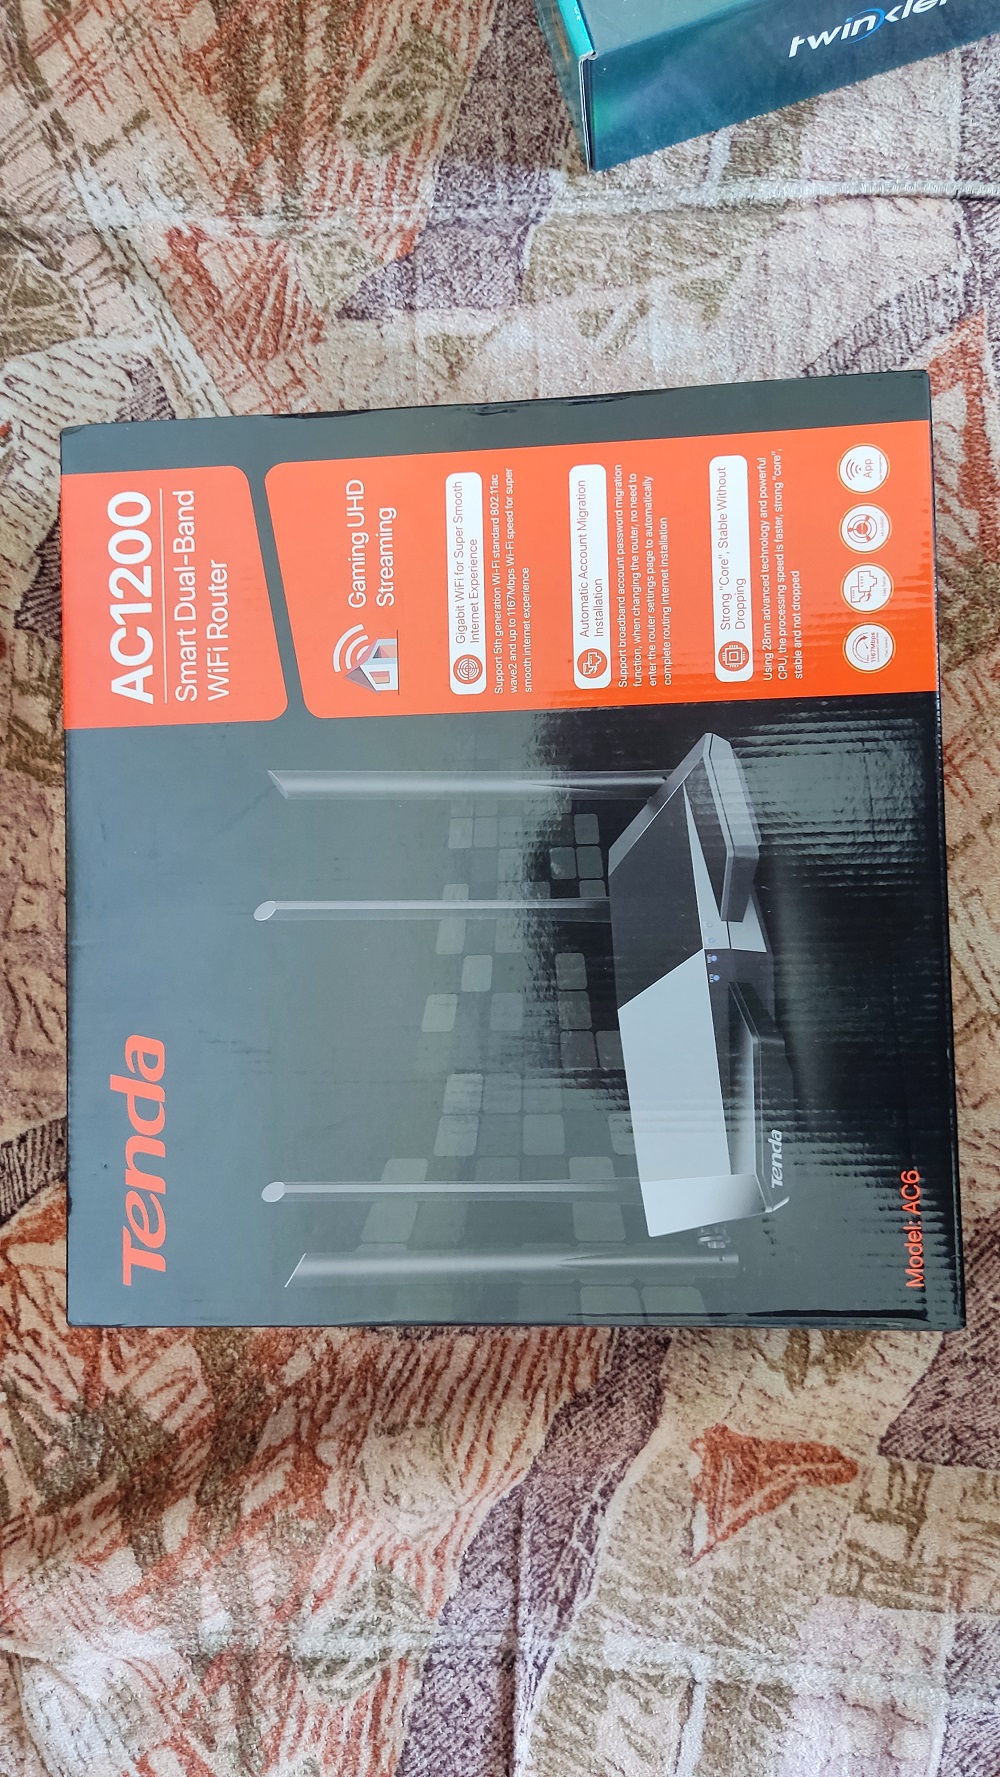 twinkle
Tenda
AC1200
Smart Dual-Band
WiFi Router
Gaming UHD
Streaming
Gigabit WiFi for Super Smooth
Internet Experience
Support 5th generation Wi-Fi standard 802.11ac
wave2 and up to 1167Mbps Wi-Fi speed for super
smooth internet experience
Automatic Account Migration
Installation
Support broadband account password migration
function, when changing the router, no need to
enter the router settings page to automatically
complete routing Internet installation
Strong "Core", Stable Without
Dropping
Using 28nm advanced technology and powerful
CPU, the processing speed is faster, strong "core",
stable and not dropped
1167Mbps
App
Tenda
Model: AC6